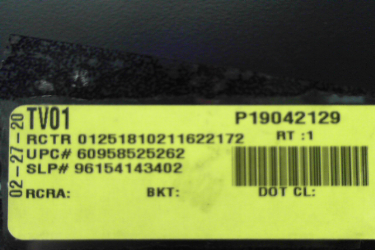 02-27-20
TV01 P19042129
RCTR 01251810211622172 RT :1
UPC# 60958525262
SLP# 96154143402
RCRA: BKT: DOT CL: